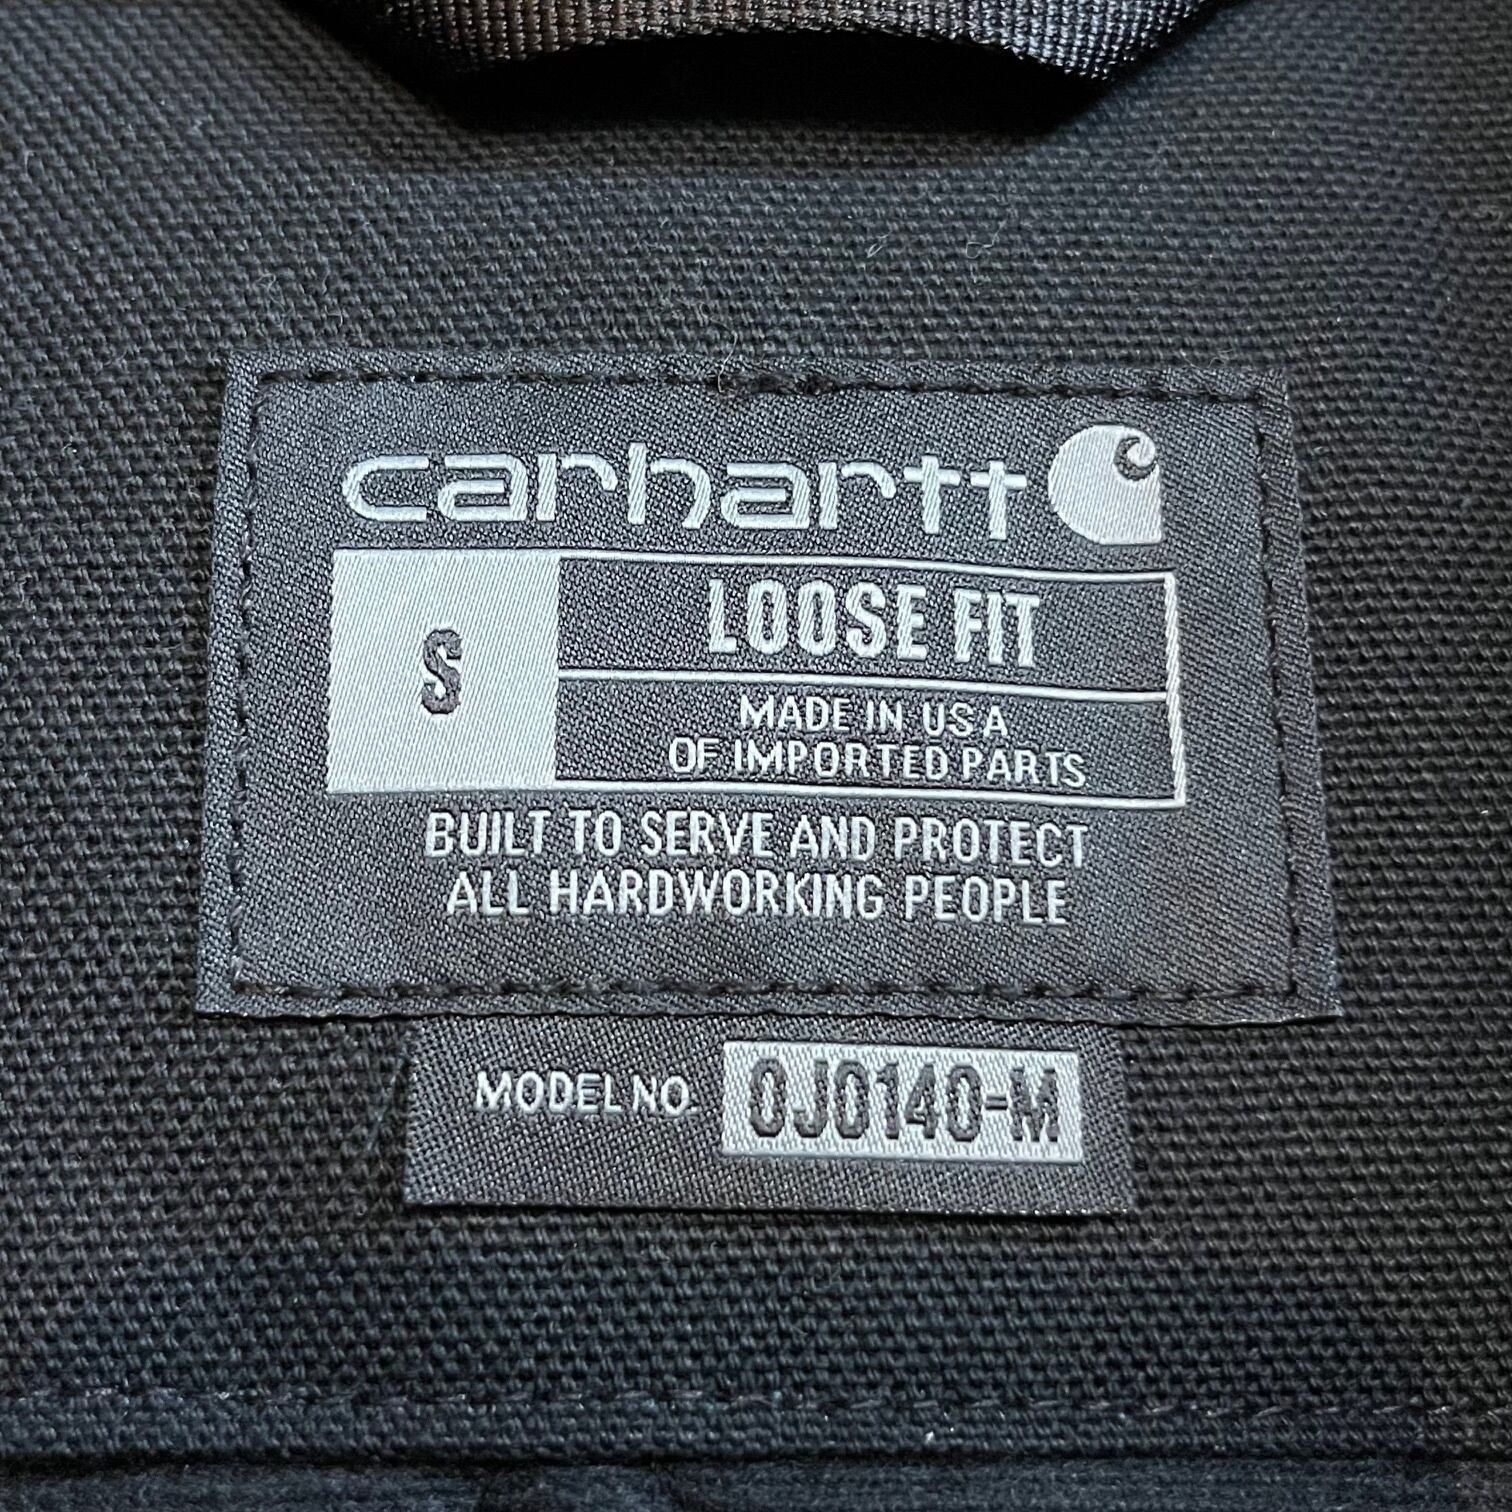 carhartt
S
LOOSE FIT
MADE IN USA
OF IMPORTED PARTS
BUILT TO SERVE AND PROTECT
ALL HARDWORKING PEOPLE
MODEL NO. 0J0140-M